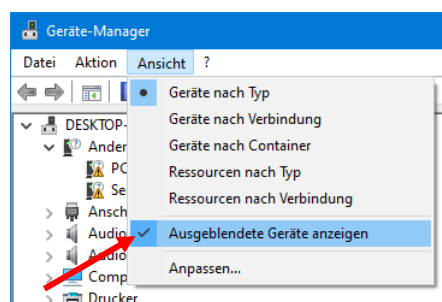 Geräte-Manager
Datei Aktion Ansicht ?
Geräte nach Typ
Geräte nach Verbindung
Geräte nach Container
Ressourcen nach Typ
Ressourcen nach Verbindung
Ausgeblendete Geräte anzeigen
Anpassen...
DESKTOP-
Ander
PC
Se
Ansch
Audio
Audio
Comp
Drucker